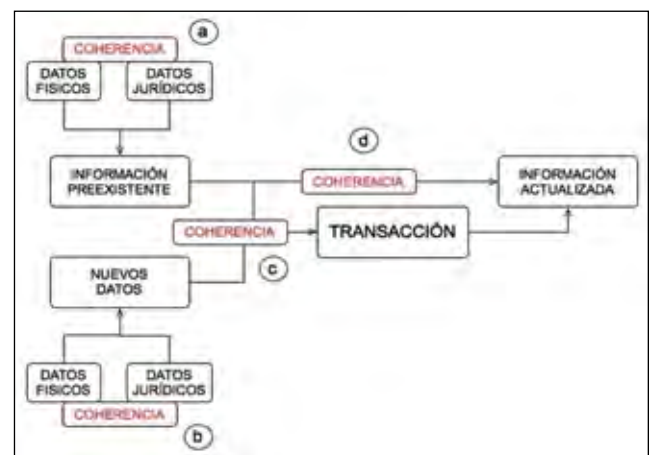 a
COHERENCIA
DATOS
FISICOS
DATOS
JURÍDICOS
d
INFORMACIÓN
PREEXISTENTE
COHERENCIA
INFORMACIÓN
ACTUALIZADA
COHERENCIA
TRANSACCIÓN
c
NUEVOS
DATOS
DATOS
FISICOS
DATOS
JURÍDICOS
COHERENCIA
b